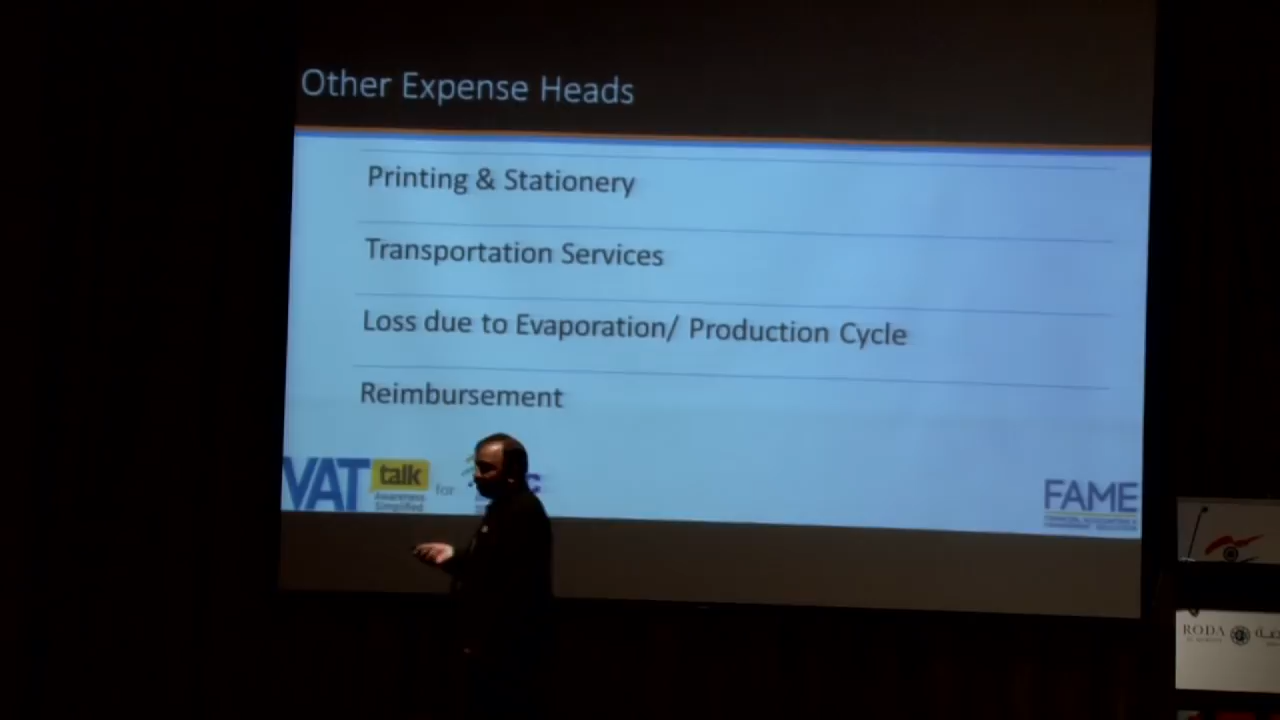 Other Expense Heads
Printing & Stationery
Transportation Services
Loss due to Evaporation/ Production Cycle
Reimbursement
VAT talk for
Awareness
Simplified
FAME
RODA